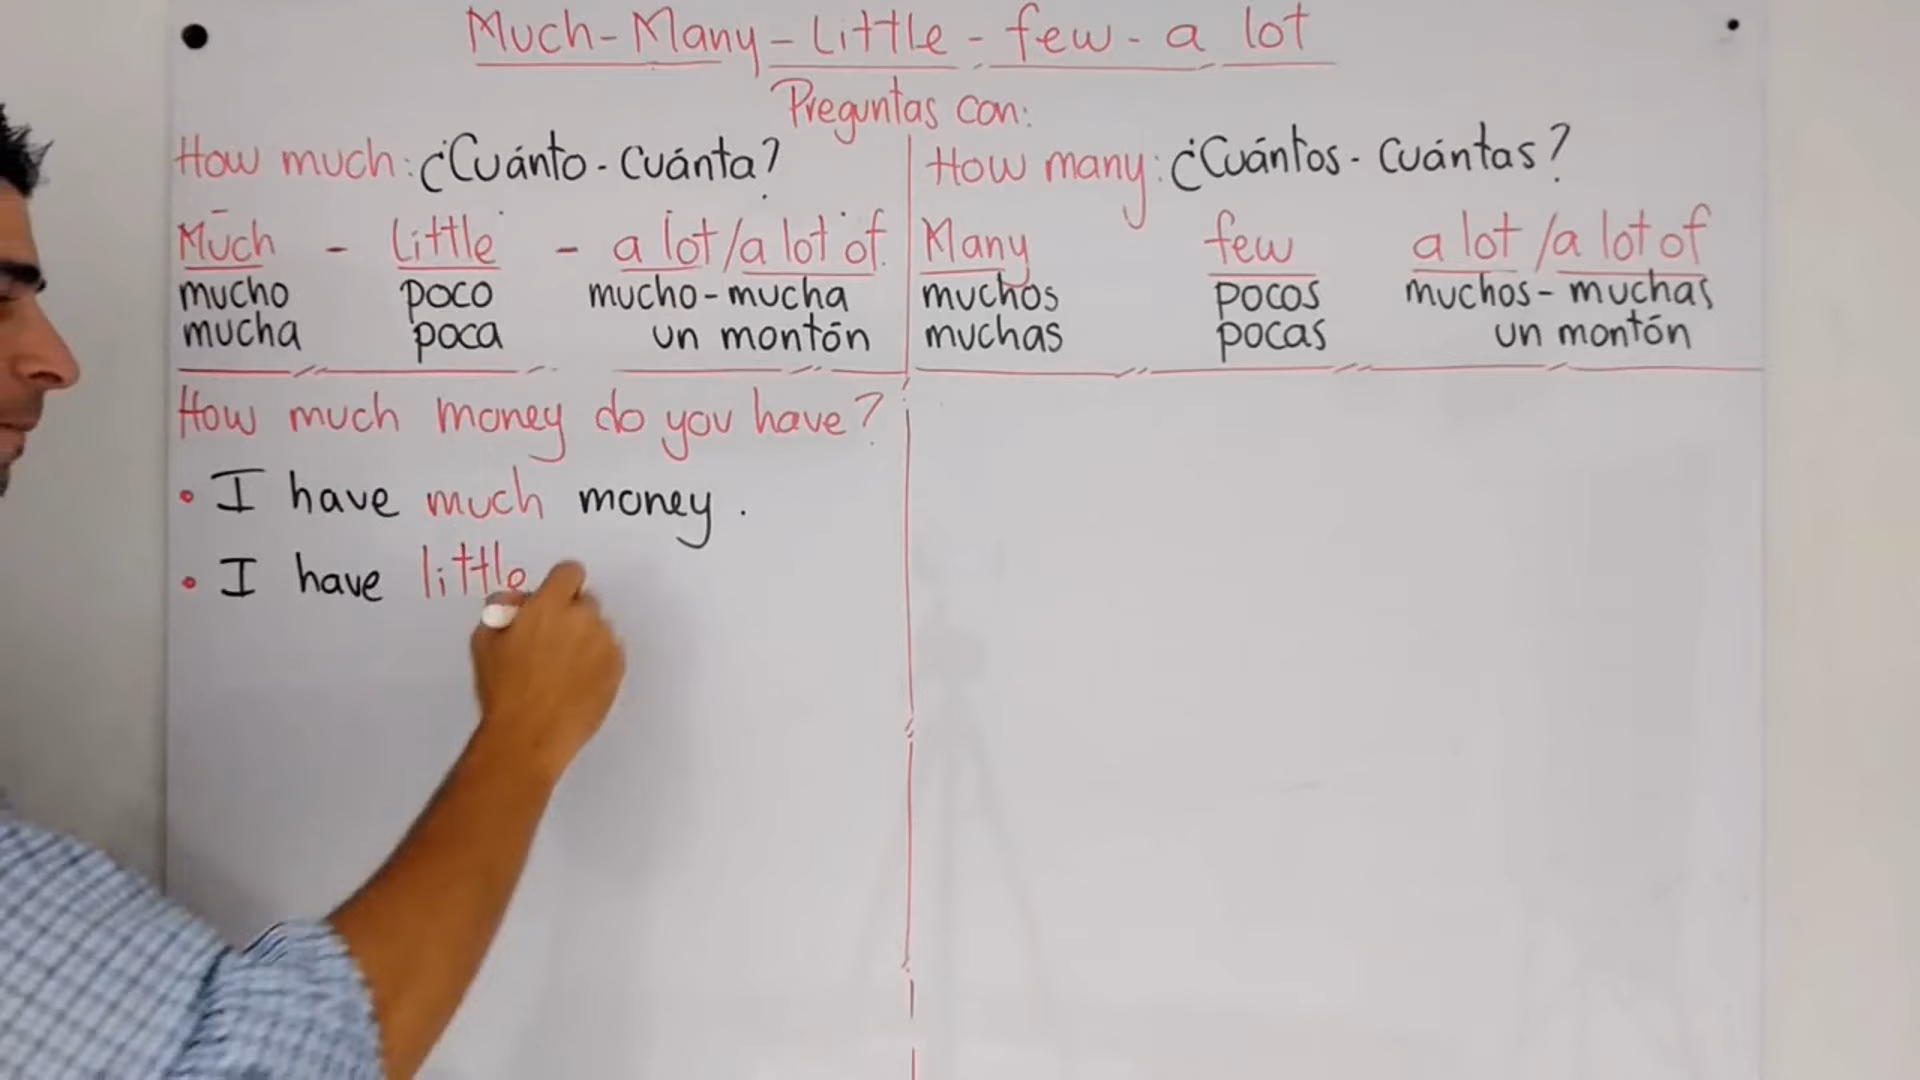 Much - Many - Little - few - a lot
Preguntas con:
How much: ¿Cuánto - Cuánta?
Much - Little - a lot / a lot of
mucho poco mucho - mucha
mucha poca un montón
How many: ¿Cuántos - Cuántas?
Many few a lot / a lot of
muchos pocos muchos - muchas
muchas pocas un montón
How much money do you have?
• I have much money.
• I have little